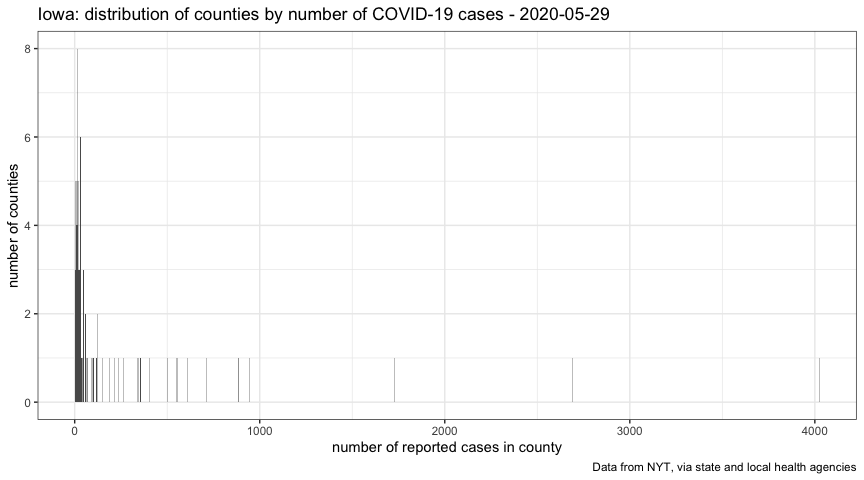 Iowa: distribution of counties by number of COVID-19 cases - 2020-05-29
8
6
4
2
0
number of counties
0 1000 2000 3000 4000
number of reported cases in county
Data from NYT, via state and local health agencies